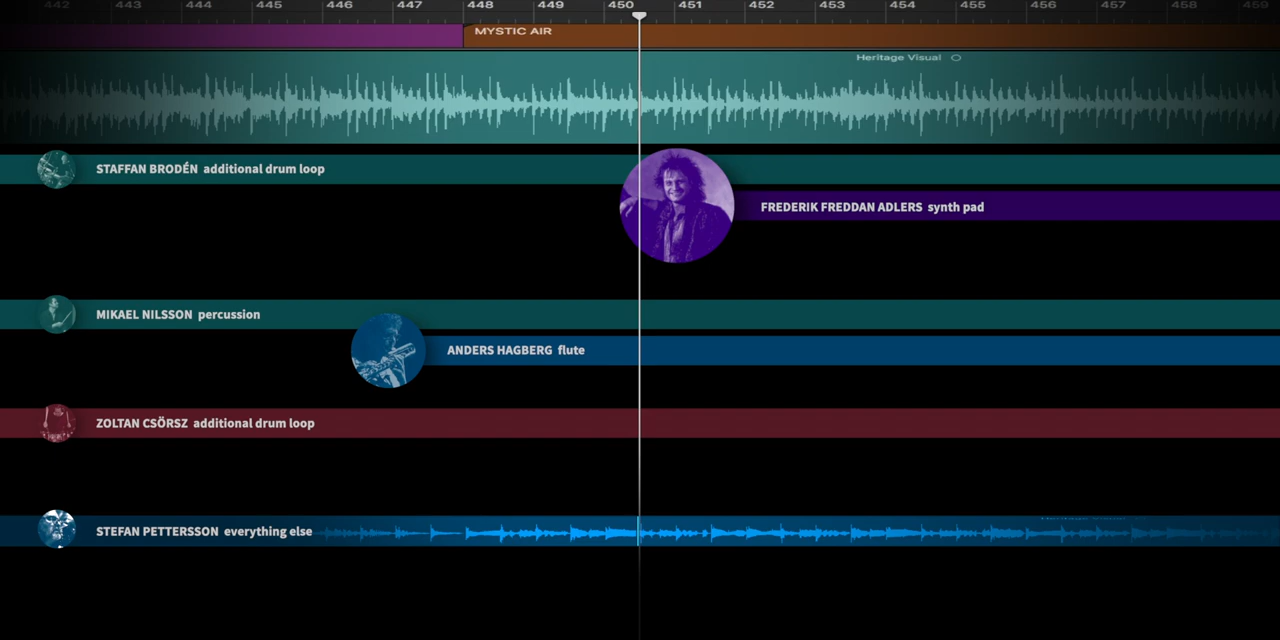 442 443 444 445 446 447 448 449 450 451 452 453 454 455 456 457 458 459
MYSTIC AIR
Heritage Visual
STAFFAN BRODÉN additional drum loop
FREDERIK FREDDAN ADLERS synth pad
MIKAEL NILSSON percussion
ANDERS HAGBERG flute
ZOLTAN CSÖRSZ additional drum loop
Heritage Visual
STEFAN PETTERSSON everything else